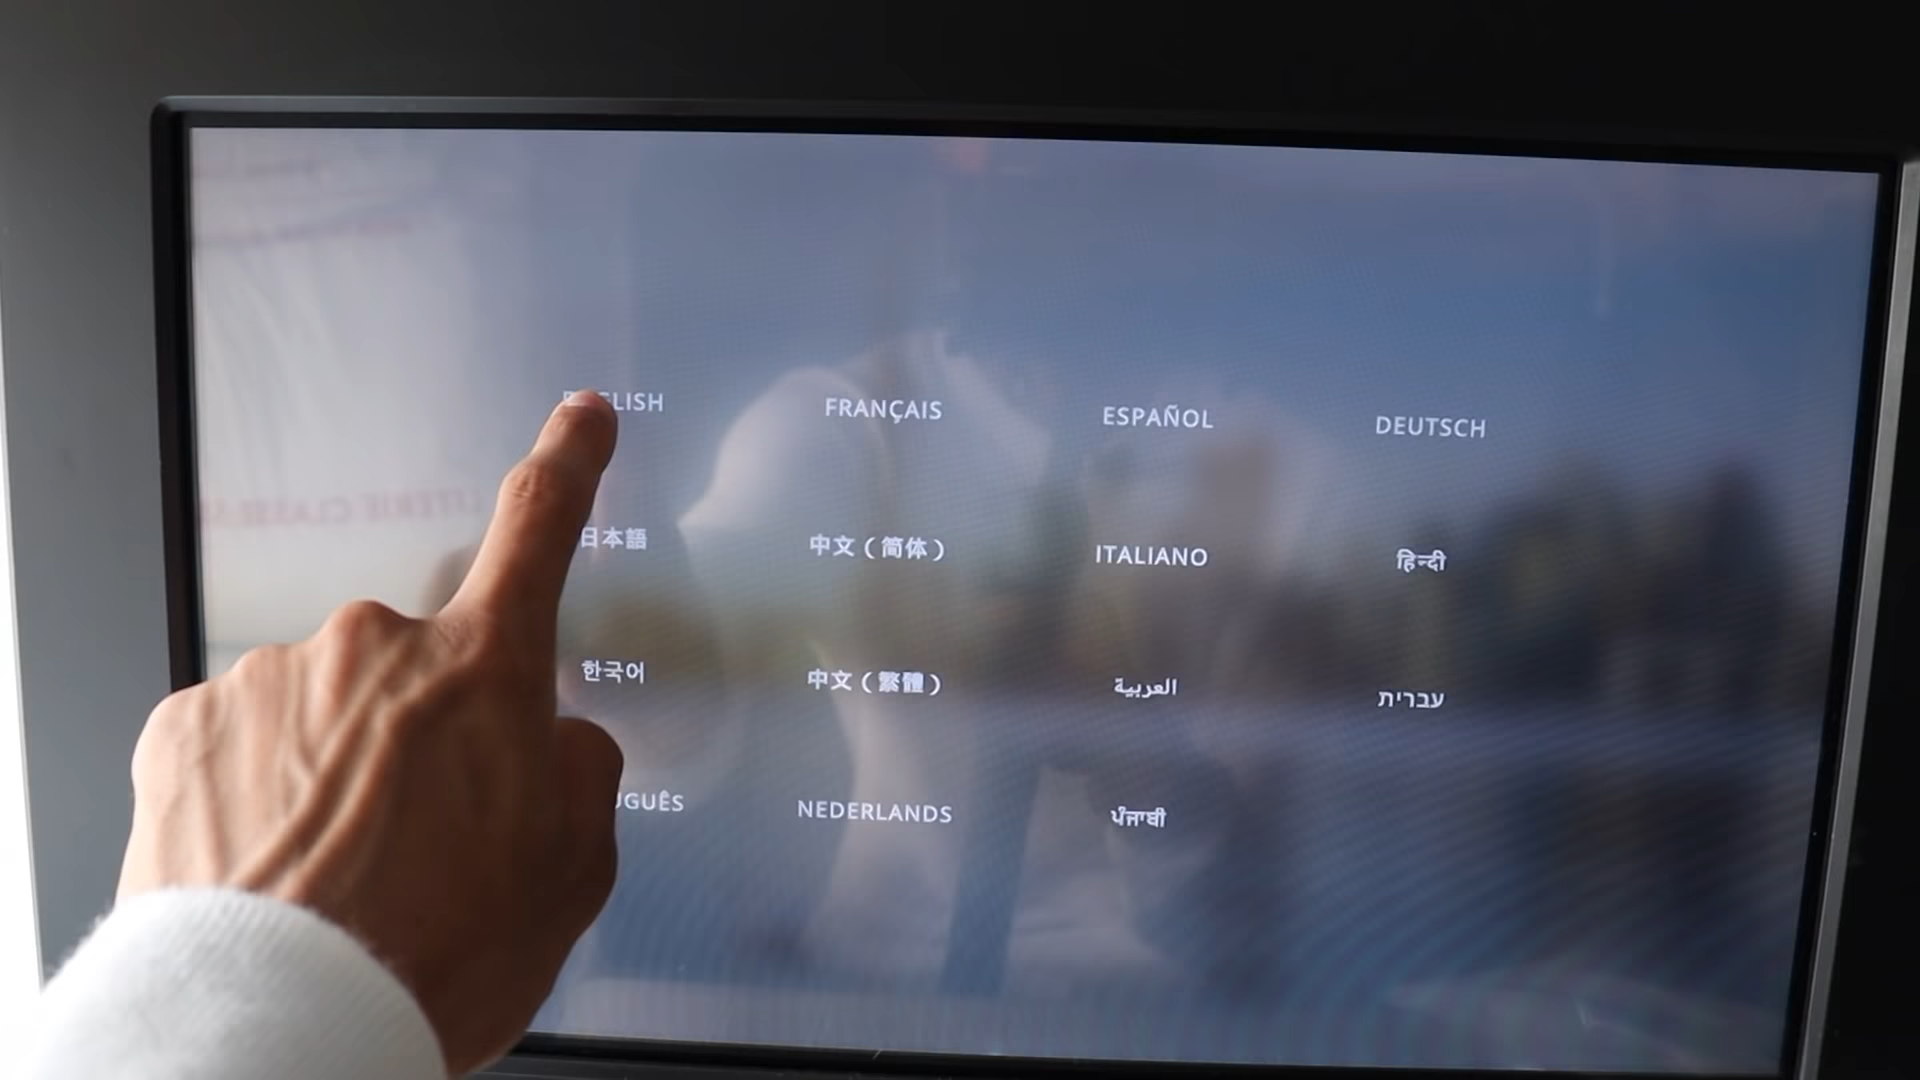 ENGLISH FRANÇAIS ESPAÑOL DEUTSCH
日本語 中文（简体） ITALIANO हिन्दी
한국어 中文（繁體） العربية עברית
UGUÊS NEDERLANDS ਪੰਜਾਬੀ